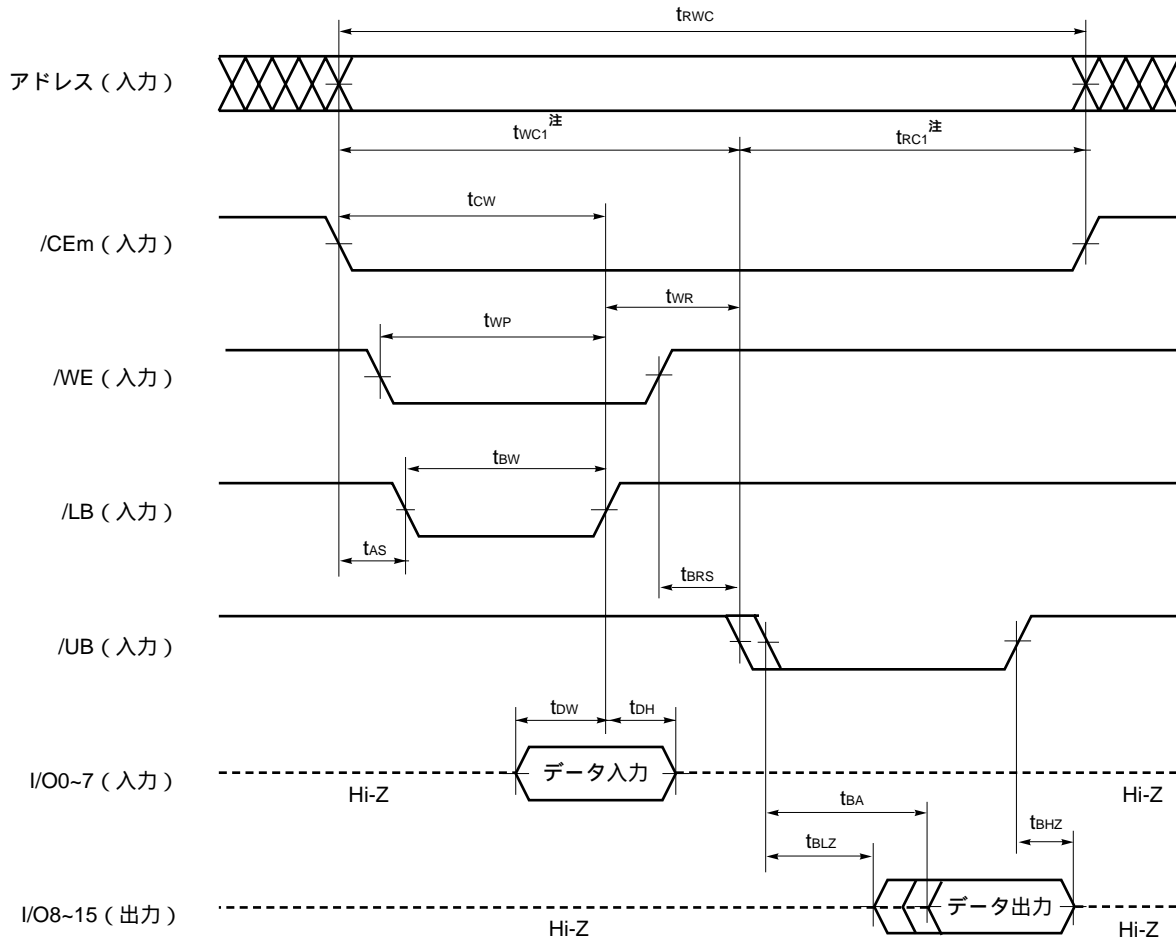 tRWC
アドレス（入力）
tWC1注
tRC1注
tCW
/CEm（入力）
tWR
tWP
/WE（入力）
tBW
/LB（入力）
tAS
tBRS
/UB（入力）
tDW
tDH
データ入力
I/O0~7（入力）
Hi-Z
Hi-Z
tBA
tBHZ
tBLZ
データ出力
I/O8~15（出力）
Hi-Z
Hi-Z